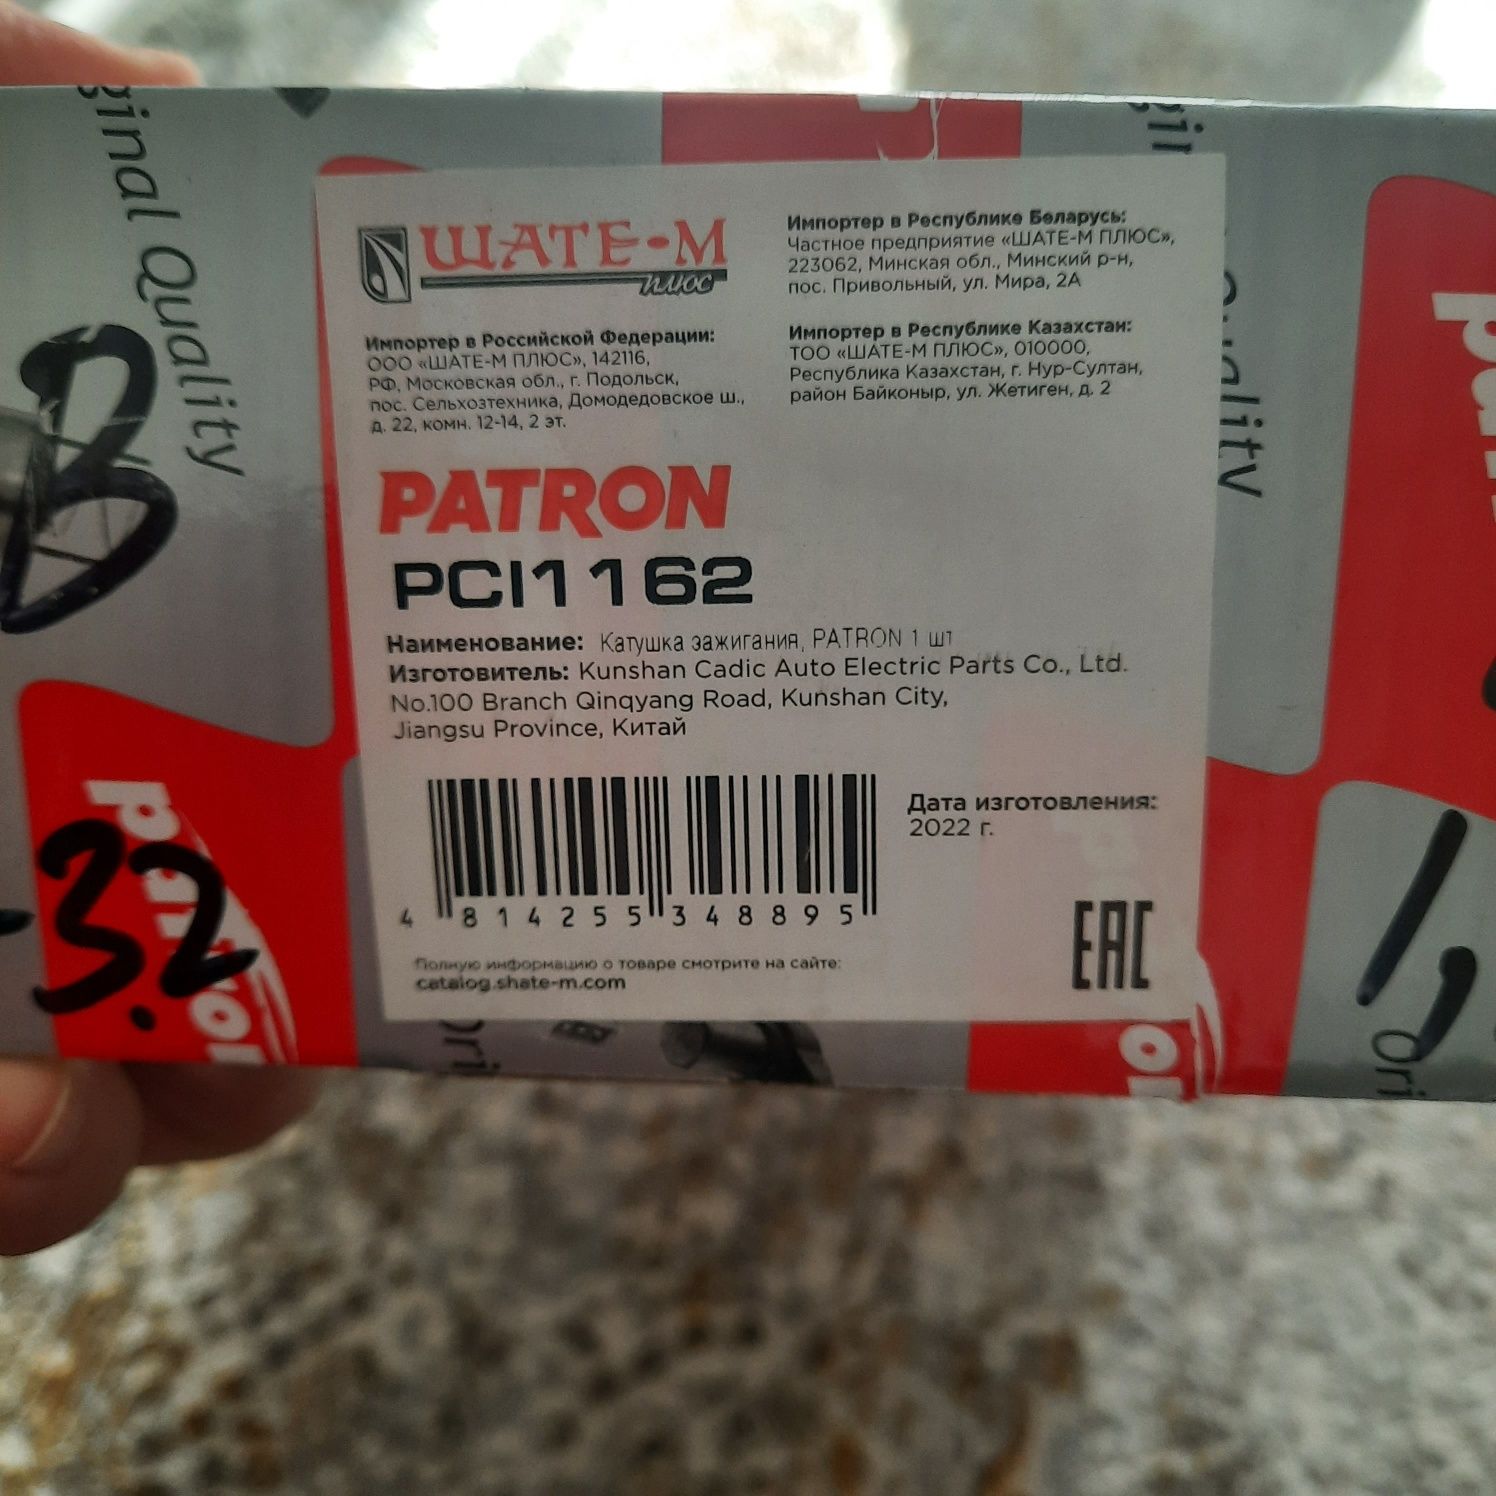 ginal Quality
ШАТЕ-М
плюс
Импортер в Республике Беларусь:
Частное предприятие «ШАТЕ-М ПЛЮС»,
223062, Минская обл., Минский р-н,
пос. Привольный, ул. Мира, 2А
Импортер в Российской Федерации:
ООО «ШАТЕ-М ПЛЮС», 142116,
РФ, Московская обл., г. Подольск,
пос. Сельхозтехника, Домодедовское ш.,
д. 22, комн. 12-14, 2 эт.
Импортер в Республике Казахстан:
ТОО «ШАТЕ-М ПЛЮС», 010000,
Республика Казахстан, г. Нур-Султан,
район Байконыр, ул. Жетиген, д. 2
PATRON
PCI1162
Наименование: Катушка зажигания, PATRON 1 шт
Изготовитель: Kunshan Cadic Auto Electric Parts Co., Ltd.
No.100 Branch Qingyang Road, Kunshan City,
Jiangsu Province, Китай
4 814255 348895
Дата изготовления:
2022 г.
EAC
Полную информацию о товаре смотрите на сайте:
catalog.shate-m.com
patron
B
32.